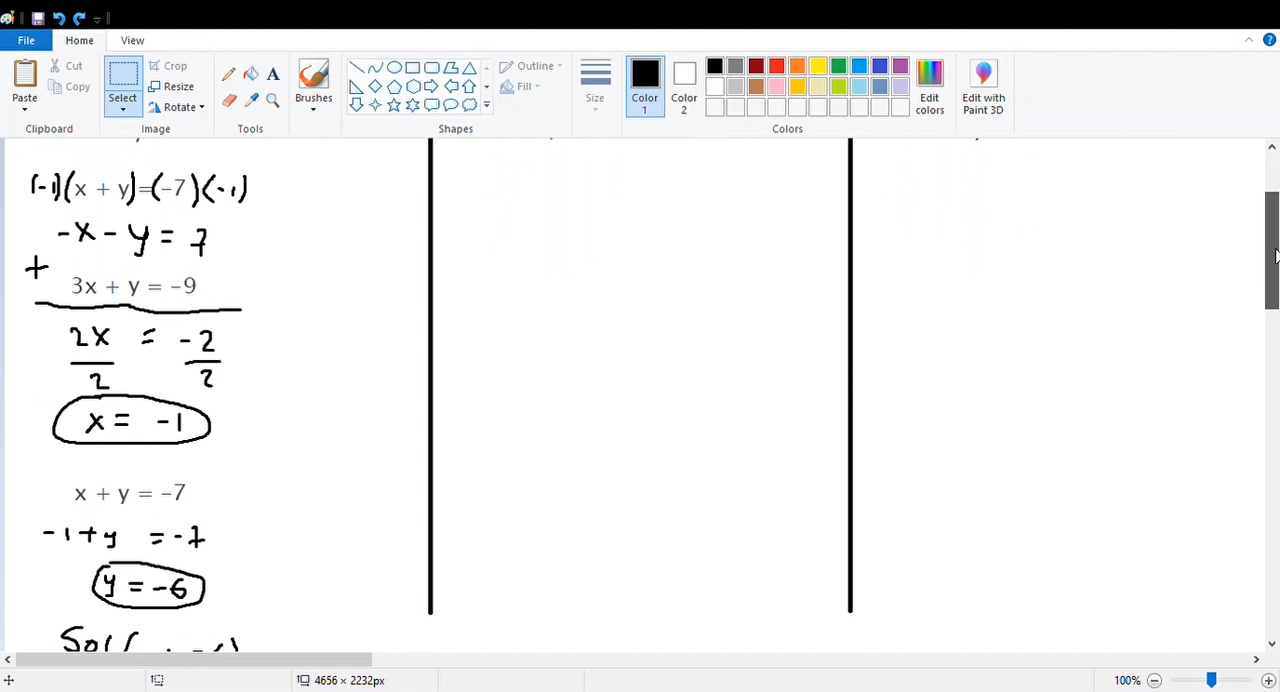 File Home View
Paste
Cut
Copy
Clipboard
Select
Crop
Resize
Rotate
Image
Tools
Brushes
Shapes
Outline
Fill
Size
Color 1
Color 2
Colors
Edit colors
Edit with Paint 3D
(-1)(x + y)=(-7)(-1)
-x - y = 7
+
3x + y = -9
2x = -2
2 2
x = -1
x + y = -7
-1 + y = -7
y = -6
Sol(
4656 × 2232px
100%